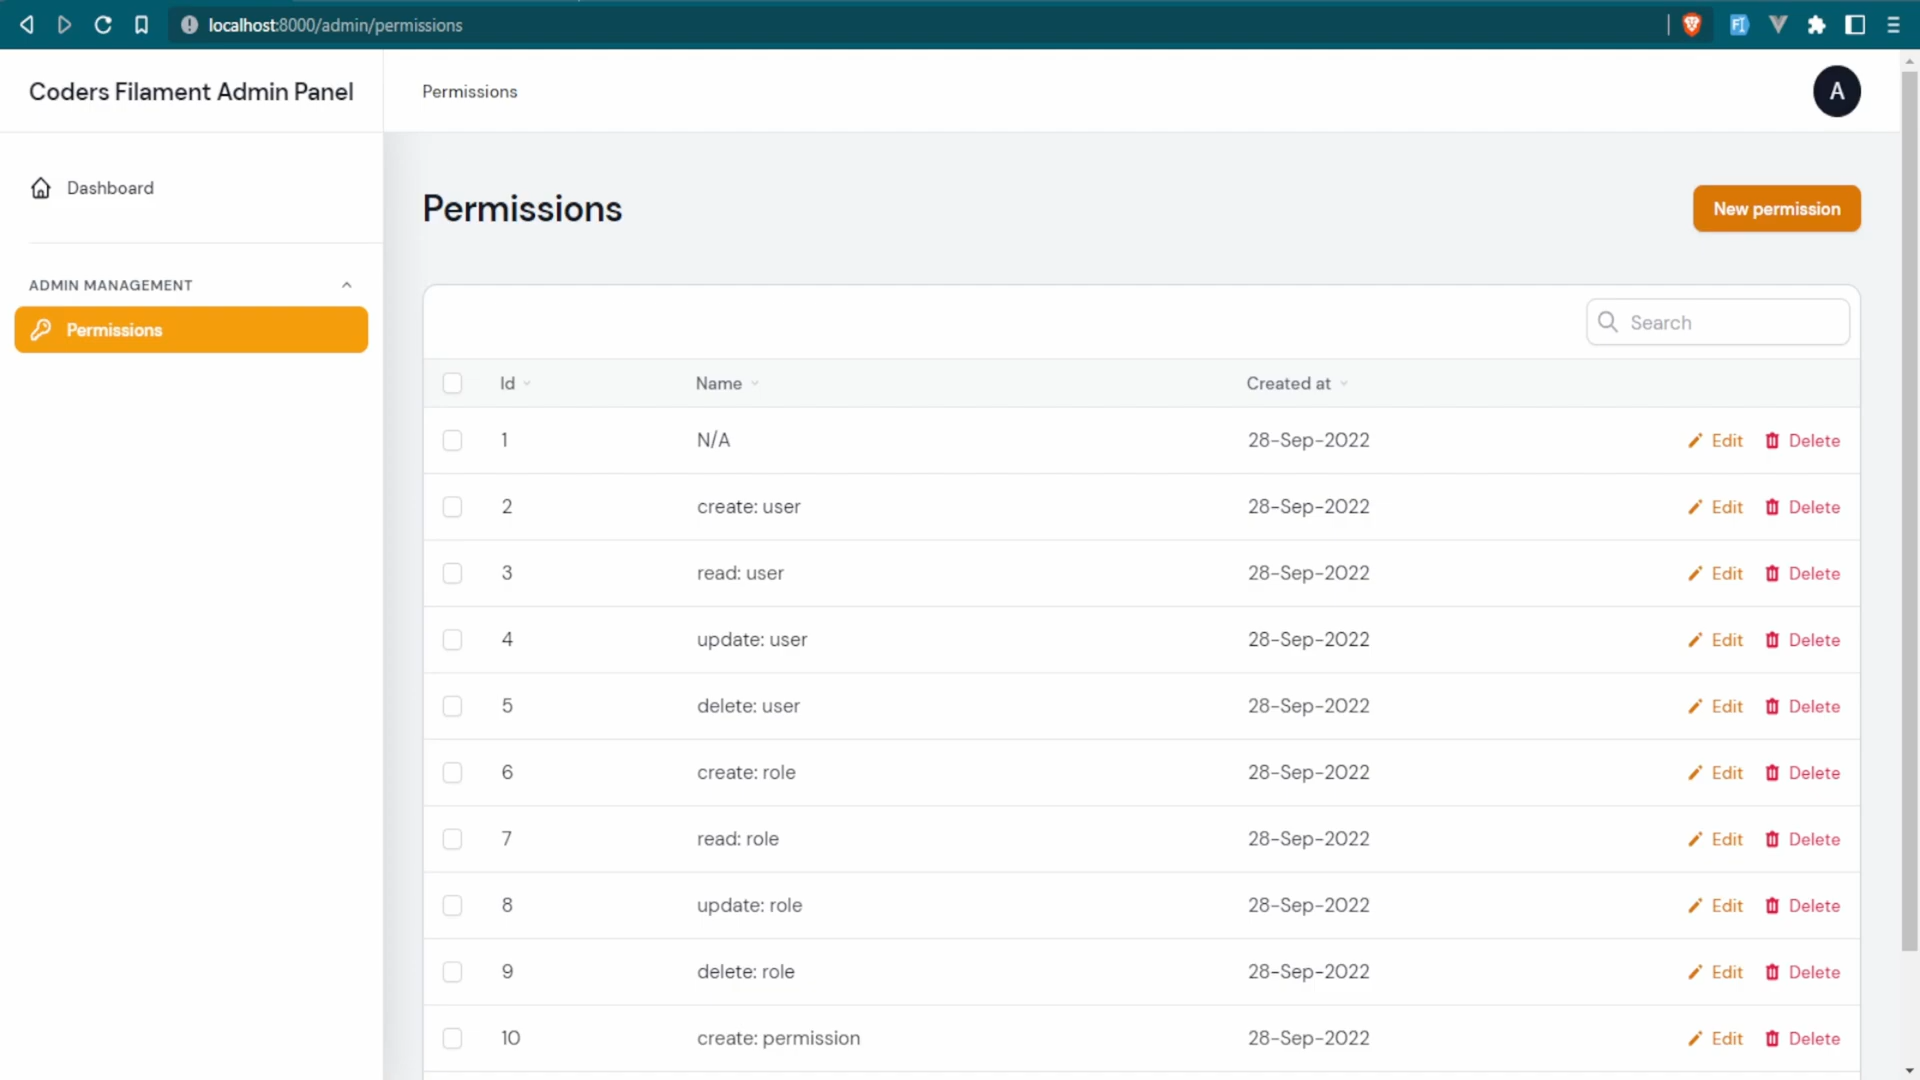 localhost:8000/admin/permissions
Coders Filament Admin Panel
Permissions
A
Dashboard
Permissions
New permission
ADMIN MANAGEMENT
Permissions
Search
Id Name Created at
1 N/A 28-Sep-2022 Edit Delete
2 create: user 28-Sep-2022 Edit Delete
3 read: user 28-Sep-2022 Edit Delete
4 update: user 28-Sep-2022 Edit Delete
5 delete: user 28-Sep-2022 Edit Delete
6 create: role 28-Sep-2022 Edit Delete
7 read: role 28-Sep-2022 Edit Delete
8 update: role 28-Sep-2022 Edit Delete
9 delete: role 28-Sep-2022 Edit Delete
10 create: permission 28-Sep-2022 Edit Delete